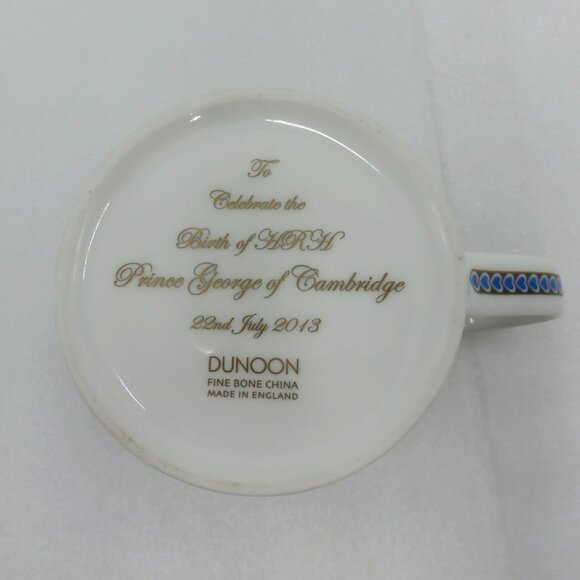 To
Celebrate the
Birth of HRH
Prince George of Cambridge
22nd July 2013
DUNOON
FINE BONE CHINA
MADE IN ENGLAND